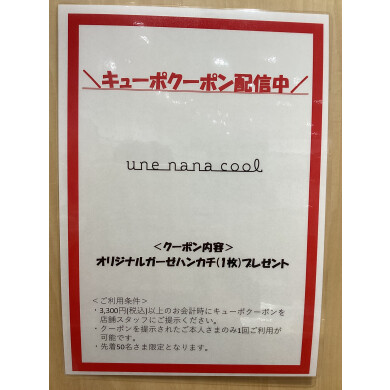 ＼キューポクーポン配信中／
une nana cool
＜クーポン内容＞
オリジナルガーゼハンカチ(1枚)プレゼント
＜ご利用条件＞
・3,300円(税込)以上のお会計時にキューポクーポンを
店舗スタッフにご提示ください。
・クーポンを提示されたご本人さまのみ1回ご利用が
可能です。
・先着50名さま限定となります。